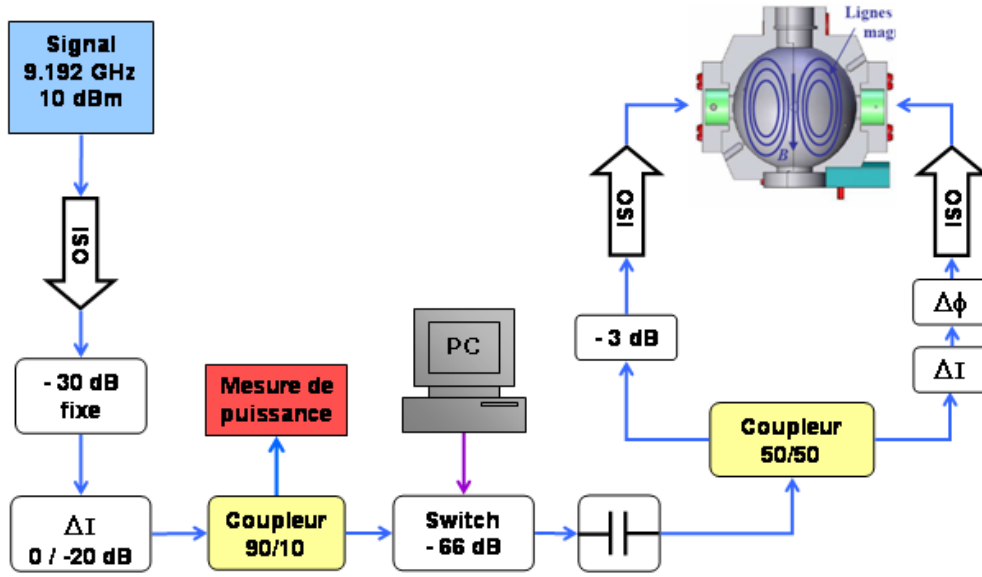 Signal
9.192 GHz
10 dBm
ISO
- 30 dB
fixe
ΔI
0 / -20 dB
Mesure de
puissance
Coupleur
90/10
PC
Switch
- 66 dB
- 3 dB
ISO
Lignes
mag
B
ISO
Δϕ
ΔI
Coupleur
50/50